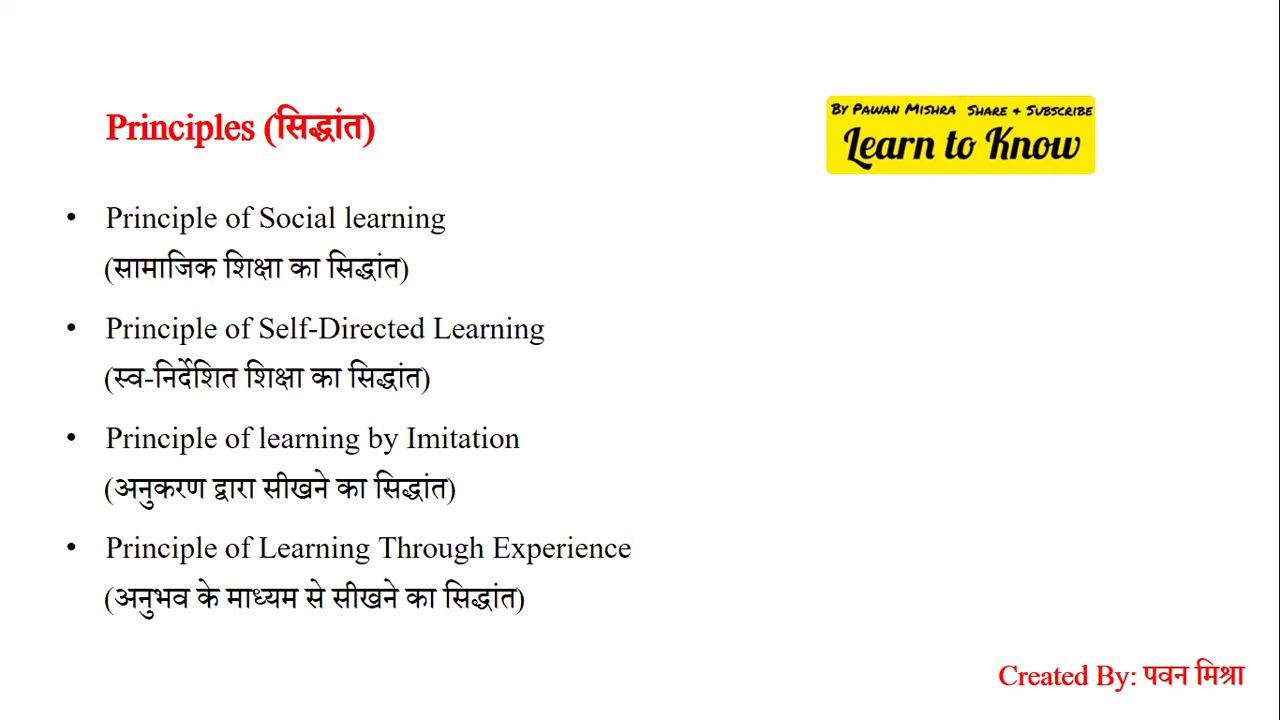 Principles (सिद्धांत)
By Pawan Mishra Share + Subscribe
Learn to Know
• Principle of Social learning
(सामाजिक शिक्षा का सिद्धांत)
• Principle of Self-Directed Learning
(स्व-निर्देशित शिक्षा का सिद्धांत)
• Principle of learning by Imitation
(अनुकरण द्वारा सीखने का सिद्धांत)
• Principle of Learning Through Experience
(अनुभव के माध्यम से सीखने का सिद्धांत)
Created By: पवन मिश्रा